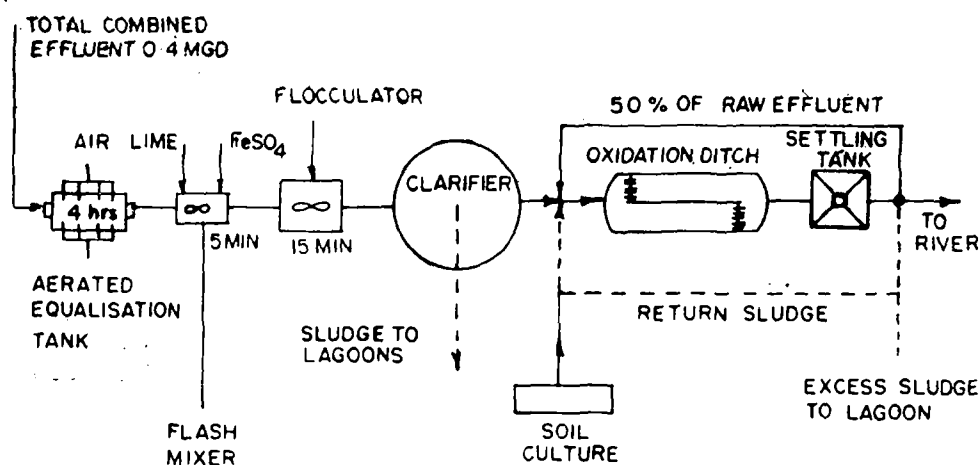 TOTAL COMBINED
EFFLUENT 0.4 MGD
FLOCCULATOR
50% OF RAW EFFLUENT
SETTLING
TANK
AIR LIME FeSO4
OXIDATION DITCH
CLARIFIER
4 hrs
5 MIN
15 MIN
TO
RIVER
AERATED
EQUALISATION
TANK
SLUDGE TO
LAGOONS
RETURN SLUDGE
EXCESS SLUDGE
TO LAGOON
FLASH
MIXER
SOIL
CULTURE